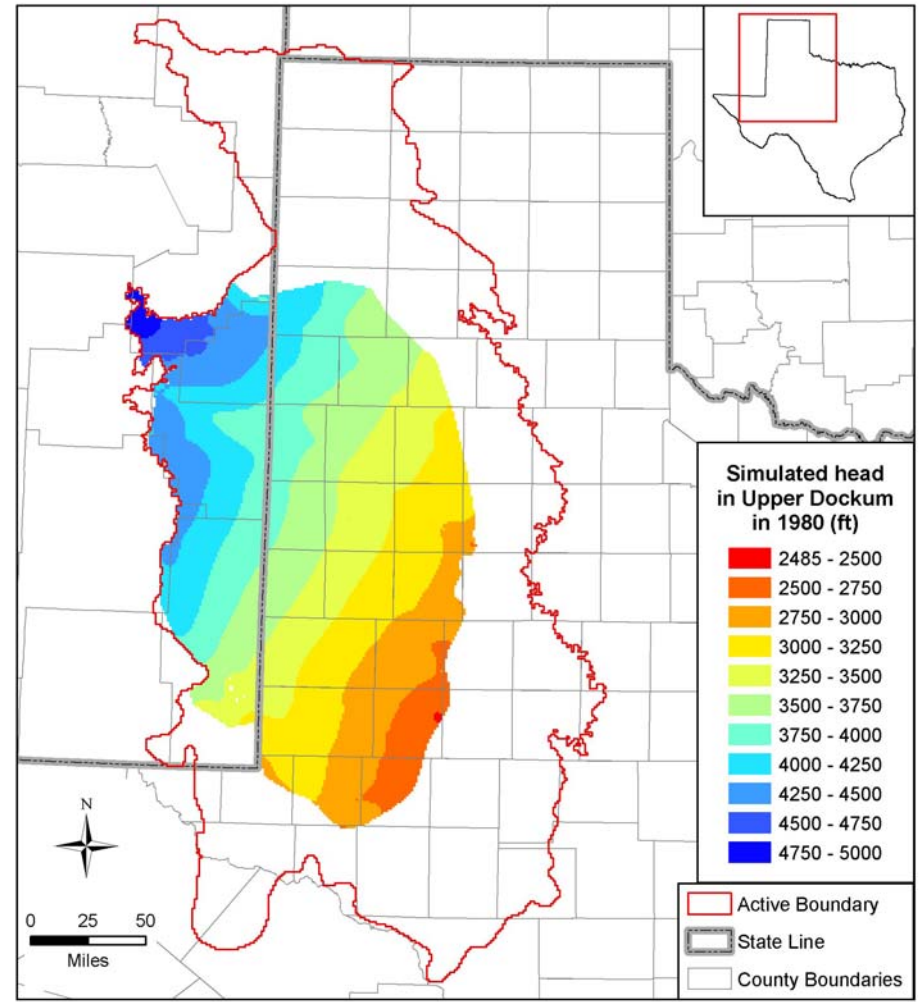 Simulated head
in Upper Dockum
in 1980 (ft)
2485 - 2500
2500 - 2750
2750 - 3000
3000 - 3250
3250 - 3500
3500 - 3750
3750 - 4000
4000 - 4250
4250 - 4500
4500 - 4750
4750 - 5000
N
0 25 50
Miles
Active Boundary
State Line
County Boundaries